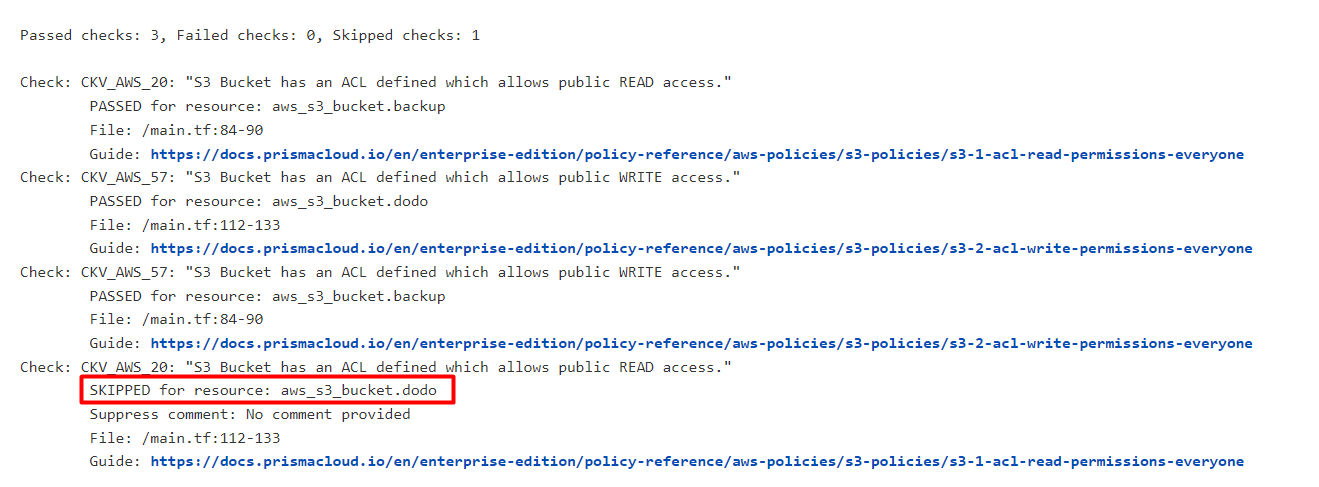 Passed checks: 3, Failed checks: 0, Skipped checks: 1
Check: CKV_AWS_20: "S3 Bucket has an ACL defined which allows public READ access."
PASSED for resource: aws_s3_bucket.backup
File: /main.tf:84-90
Guide: https://docs.prismacloud.io/en/enterprise-edition/policy-reference/aws-policies/s3-policies/s3-1-acl-read-permissions-everyone
Check: CKV_AWS_57: "S3 Bucket has an ACL defined which allows public WRITE access."
PASSED for resource: aws_s3_bucket.dodo
File: /main.tf:112-133
Guide: https://docs.prismacloud.io/en/enterprise-edition/policy-reference/aws-policies/s3-policies/s3-2-acl-write-permissions-everyone
Check: CKV_AWS_57: "S3 Bucket has an ACL defined which allows public WRITE access."
PASSED for resource: aws_s3_bucket.backup
File: /main.tf:84-90
Guide: https://docs.prismacloud.io/en/enterprise-edition/policy-reference/aws-policies/s3-policies/s3-2-acl-write-permissions-everyone
Check: CKV_AWS_20: "S3 Bucket has an ACL defined which allows public READ access."
SKIPPED for resource: aws_s3_bucket.dodo
Suppress comment: No comment provided
File: /main.tf:112-133
Guide: https://docs.prismacloud.io/en/enterprise-edition/policy-reference/aws-policies/s3-policies/s3-1-acl-read-permissions-everyone